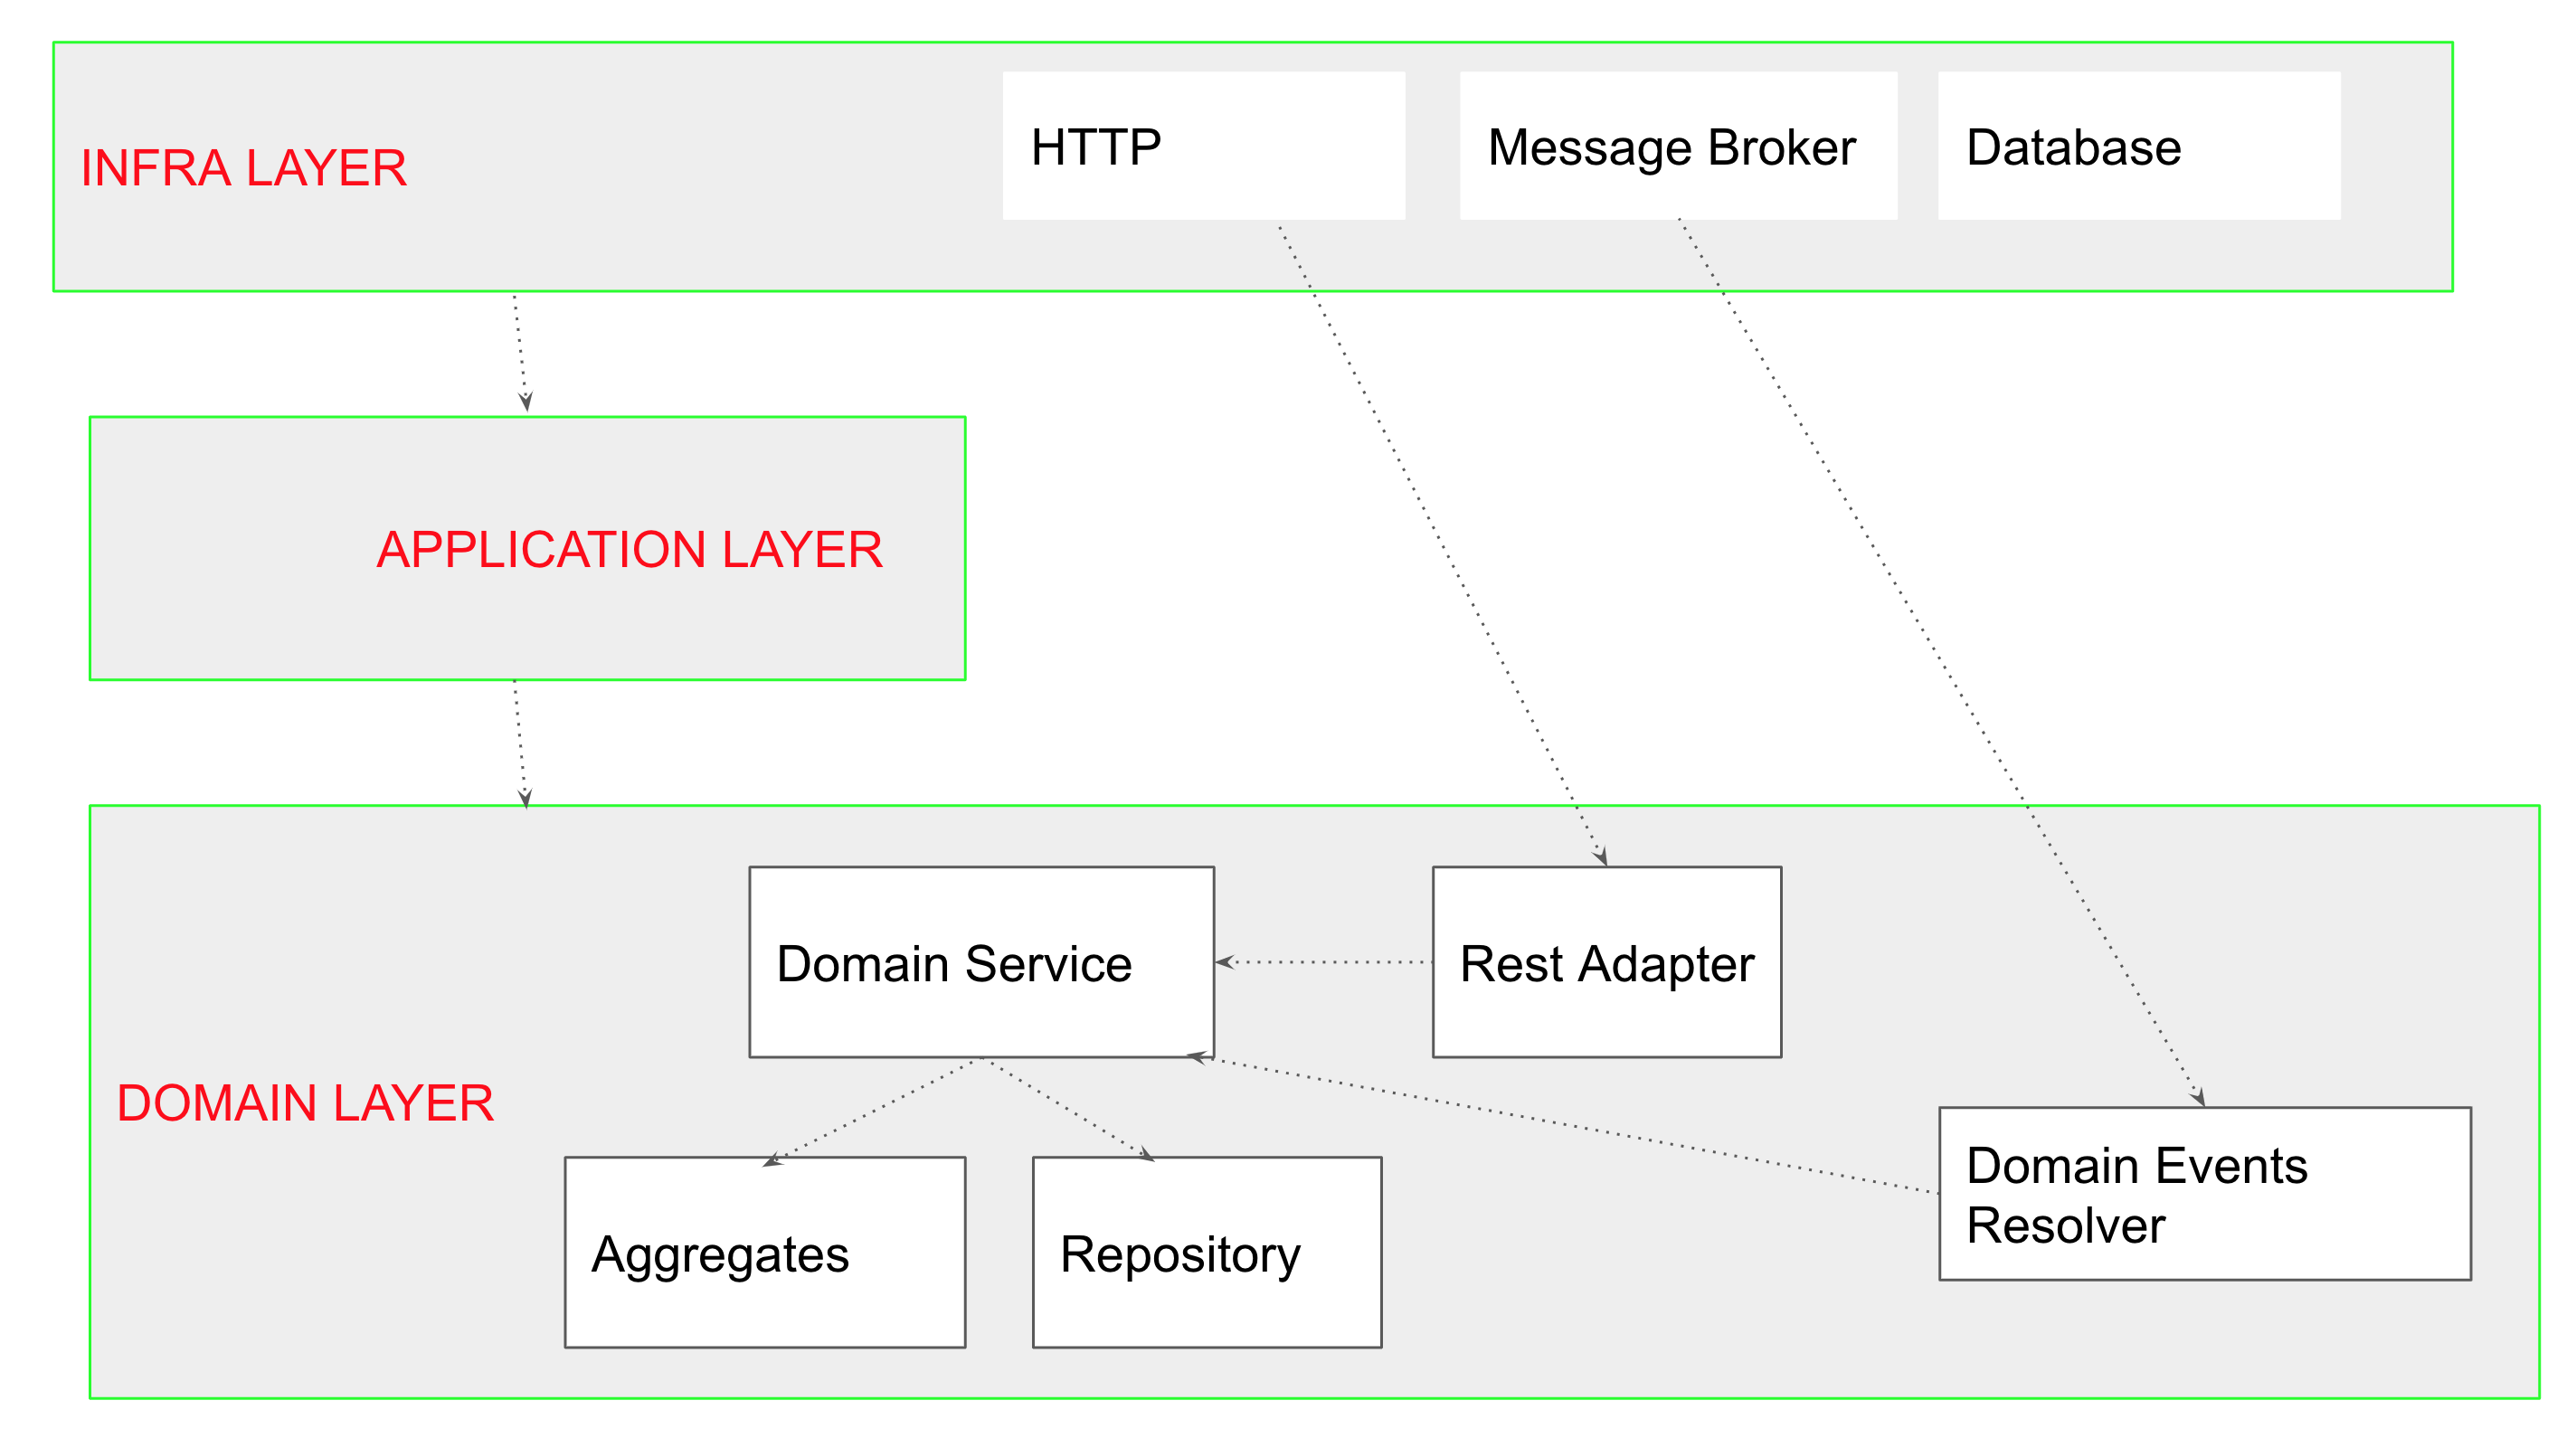 INFRA LAYER
HTTP
Message Broker
Database
APPLICATION LAYER
DOMAIN LAYER
Domain Service
Rest Adapter
Aggregates
Repository
Domain Events
Resolver